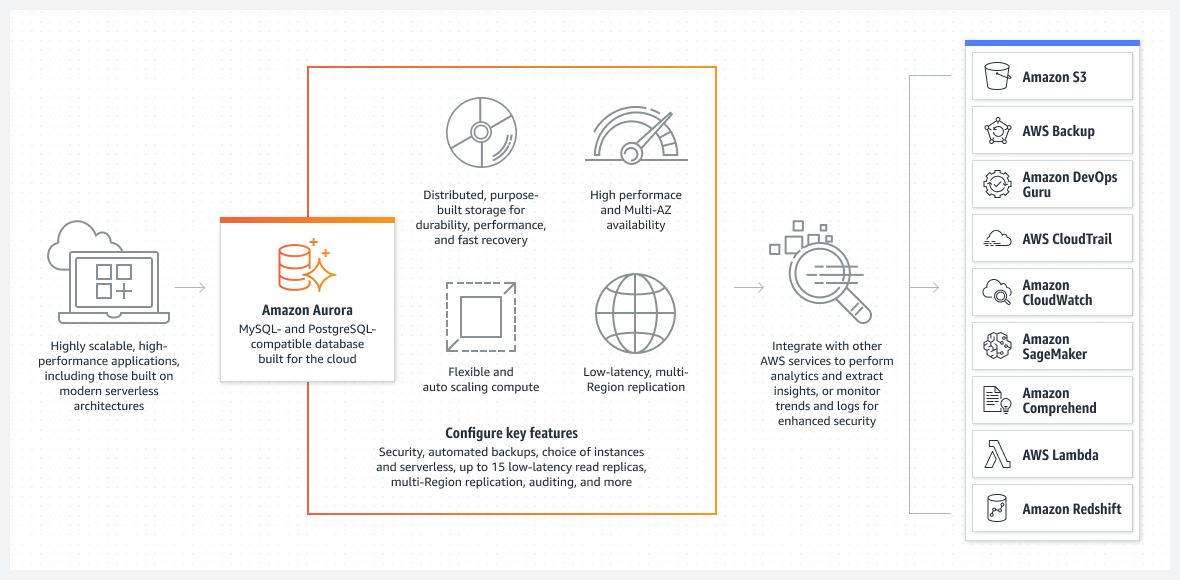 Highly scalable, high-
performance applications,
including those built on
modern serverless
architectures
Amazon Aurora
MySQL- and PostgreSQL-
compatible database
built for the cloud
Distributed, purpose-
built storage for
durability, performance,
and fast recovery
High performace
and Multi-AZ
availability
Flexible and
auto scaling compute
Low-latency, multi-
Region replication
Configure key features
Security, automated backups, choice of instances
and serverless, up to 15 low-latency read replicas,
multi-Region replication, auditing, and more
Integrate with other
AWS services to perform
analytics and extract
insights, or monitor
trends and logs for
enhanced security
Amazon S3
AWS Backup
Amazon DevOps
Guru
AWS CloudTrail
Amazon
CloudWatch
Amazon
SageMaker
Amazon
Comprehend
AWS Lambda
Amazon Redshift